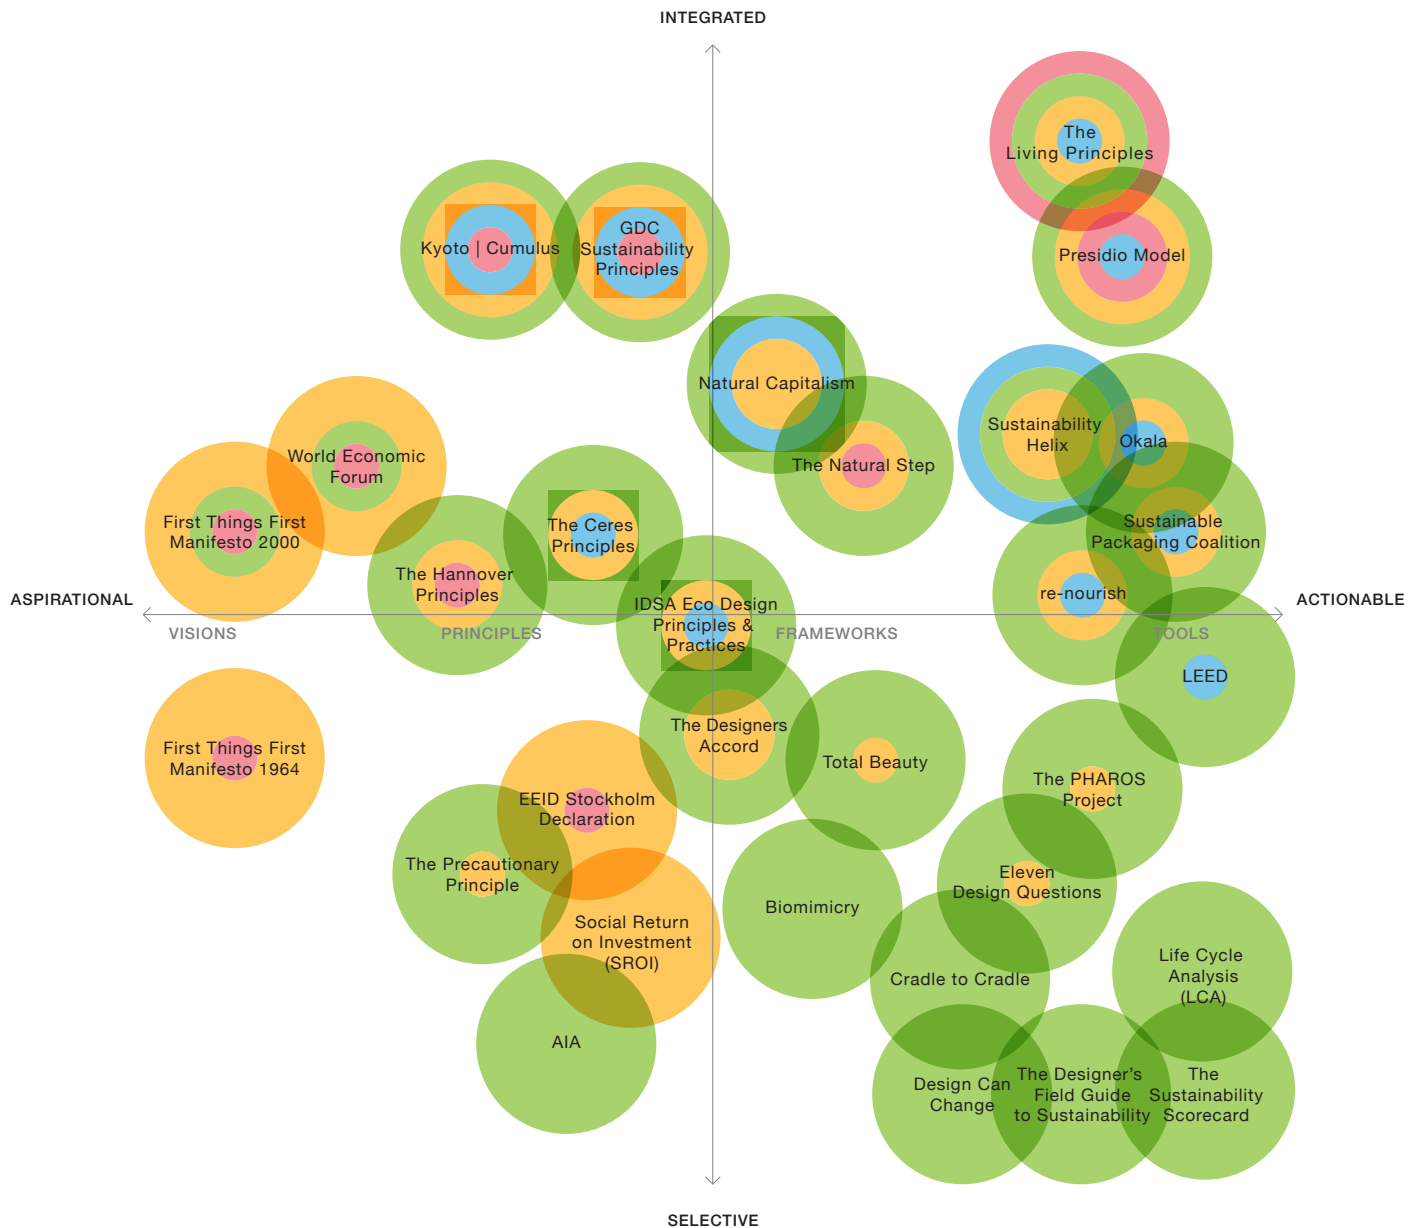 INTEGRATED
The
Living Principles
GDC
Sustainability
Principles
Kyoto | Cumulus
Presidio Model
Natural Capitalism
Sustainability
Helix
Okala
World Economic
Forum
The Natural Step
First Things First
Manifesto 2000
The Ceres
Principles
Sustainable
Packaging Coalition
The Hannover
Principles
re-nourish
ASPIRATIONAL
ACTIONABLE
IDSA Eco Design
Principles &
Practices
VISIONS
PRINCIPLES
FRAMEWORKS
TOOLS
LEED
The Designers
Accord
First Things First
Manifesto 1964
Total Beauty
The PHAROS
Project
EEID Stockholm
Declaration
The Precautionary
Principle
Eleven
Design Questions
Biomimicry
Social Return
on Investment
(SROI)
Cradle to Cradle
Life Cycle
Analysis
(LCA)
AIA
Design Can
Change
The Designer's
Field Guide
to Sustainability
The
Sustainability
Scorecard
SELECTIVE